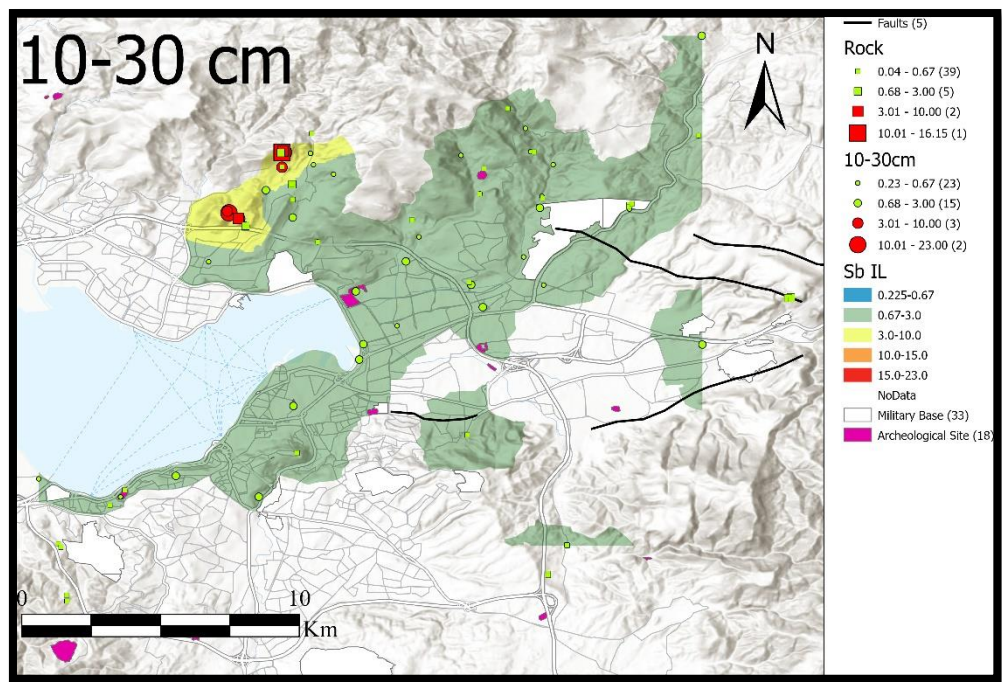 10-30 cm
N
0
10
Km
Faults (5)
Rock
0.04 - 0.67 (39)
0.68 - 3.00 (5)
3.01 - 10.00 (2)
10.01 - 16.15 (1)
10-30cm
0.23 - 0.67 (23)
0.68 - 3.00 (15)
3.01 - 10.00 (3)
10.01 - 23.00 (2)
Sb IL
0.225-0.67
0.67-3.0
3.0-10.0
10.0-15.0
15.0-23.0
NoData
Military Base (33)
Archeological Site (18)